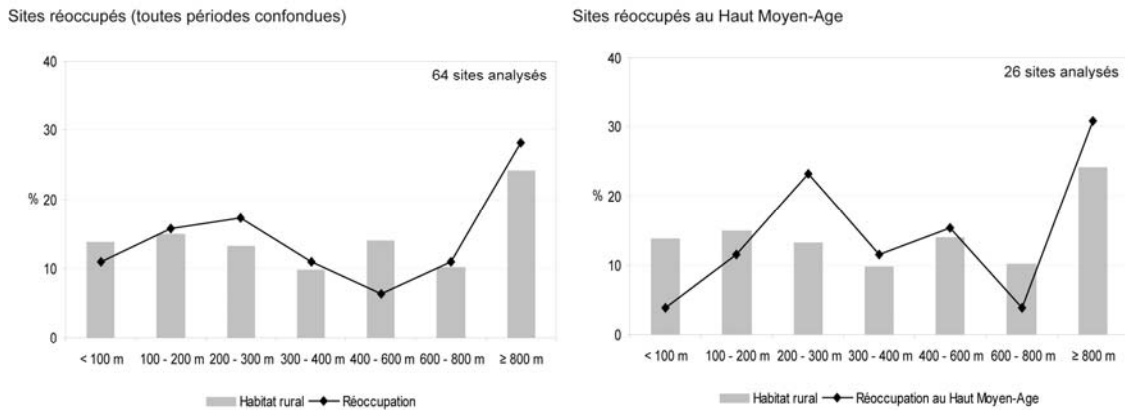 Sites réoccupés (toutes périodes confondues)
40
64 sites analysés
30
%
20
10
0
< 100 m 100 - 200 m 200 - 300 m 300 - 400 m 400 - 600 m 600 - 800 m ≥ 800 m
Habitat rural Réoccupation
Sites réoccupés au Haut Moyen-Age
40
26 sites analysés
30
%
20
10
0
< 100 m 100 - 200 m 200 - 300 m 300 - 400 m 400 - 600 m 600 - 800 m ≥ 800 m
Habitat rural Réoccupation au Haut Moyen-Age